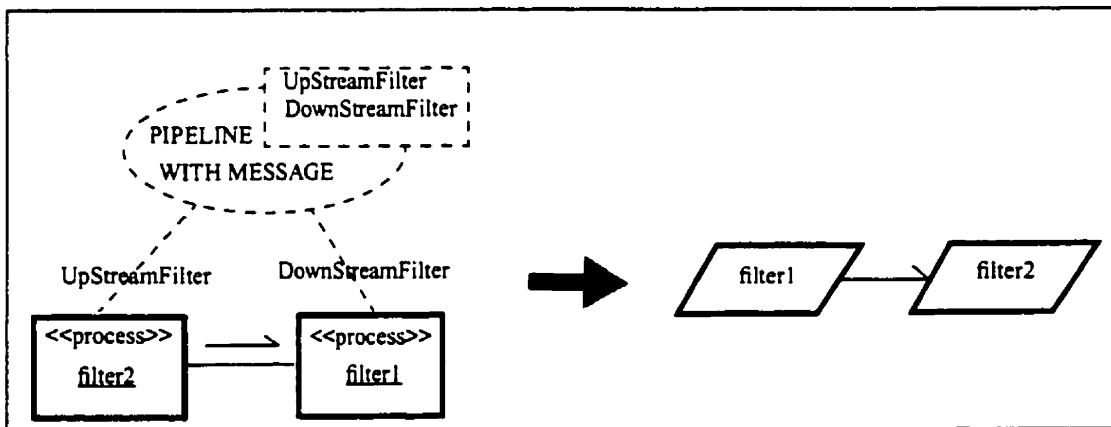 UpStreamFilter
DownStreamFilter
PIPELINE
WITH MESSAGE
UpStreamFilter
DownStreamFilter
<<process>>
filter2
<<process>>
filter1
filter1
filter2